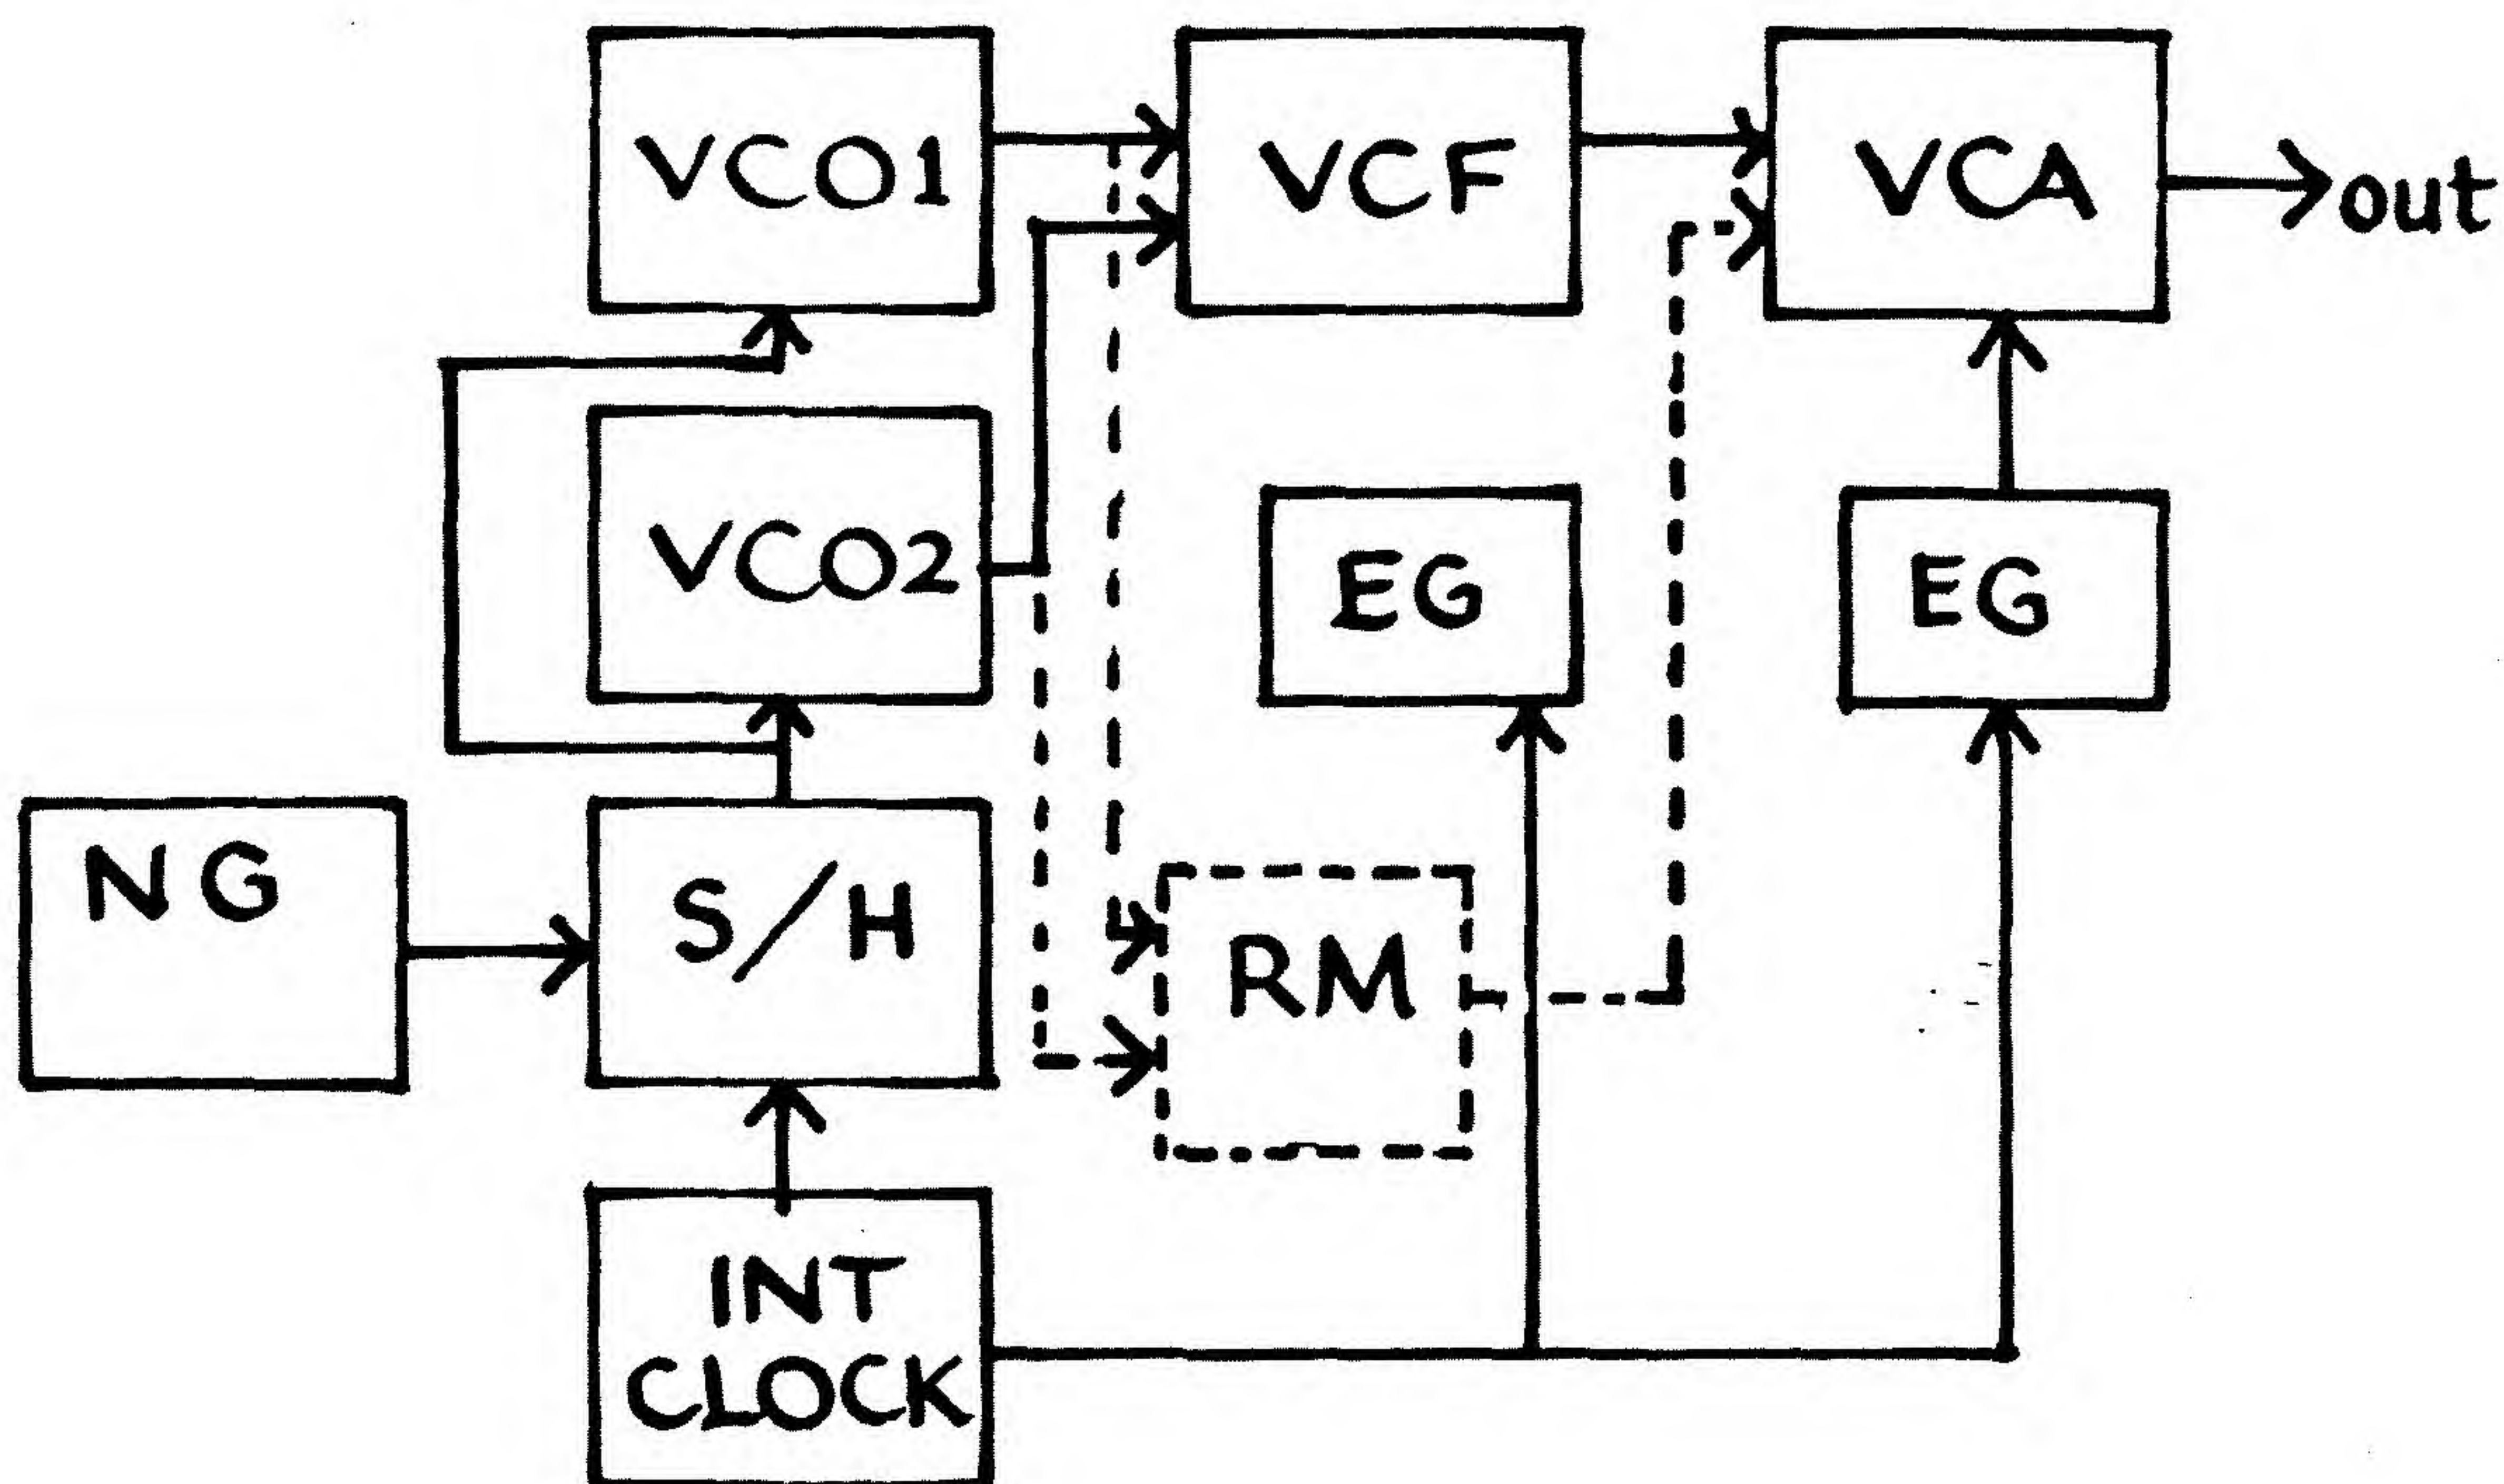 VCO1
VCF
VCA
out
VCO2
EG
EG
NG
S/H
RM
INT
CLOCK